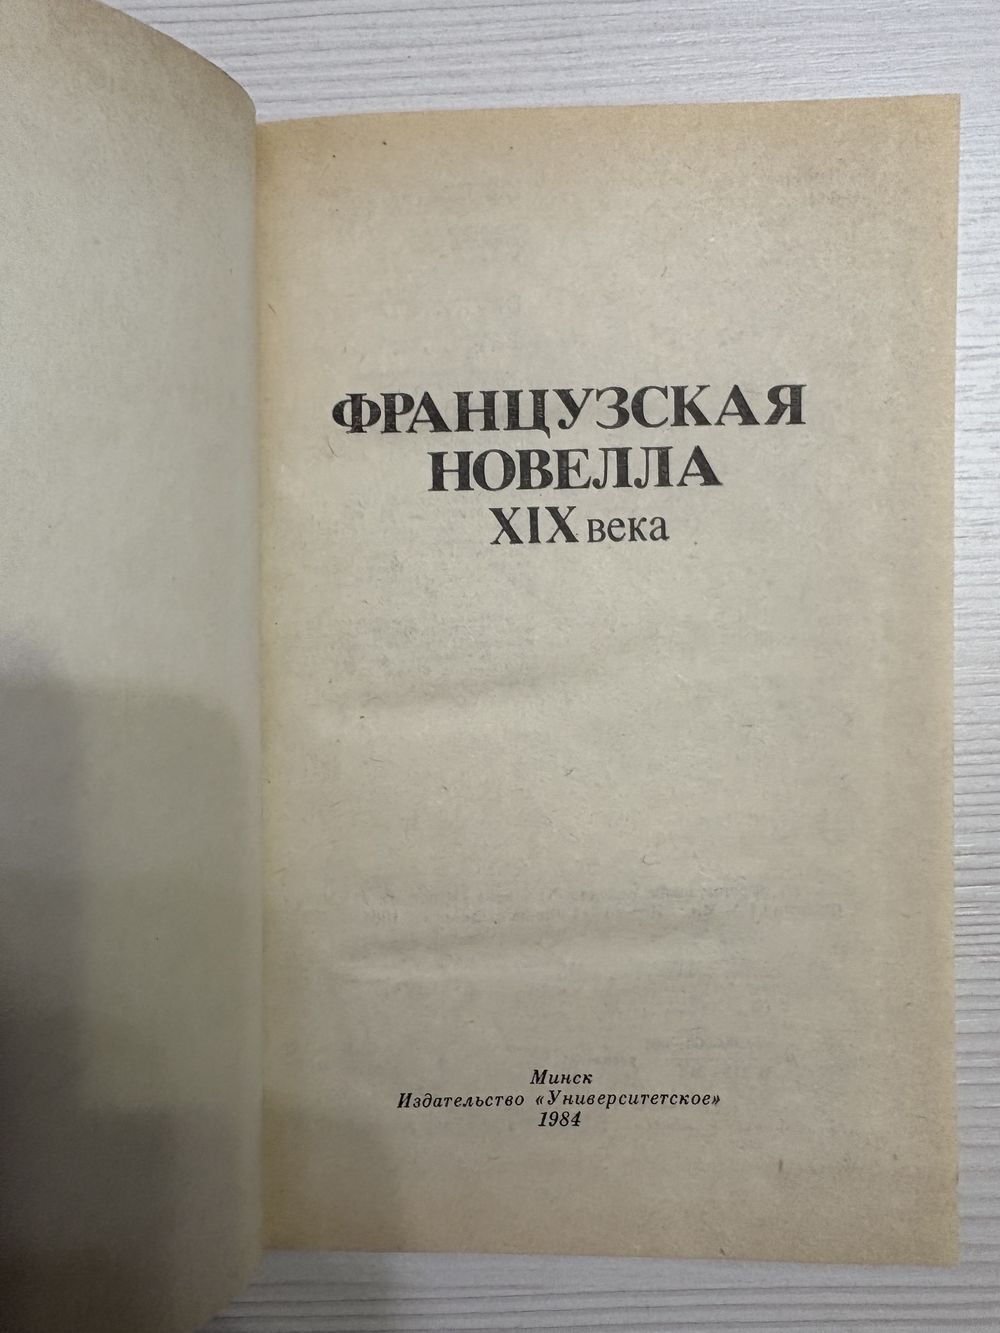 ФРАНЦУЗСКАЯ
НОВЕЛЛА
XIX века
Минск
Издательство «Университетское»
1984